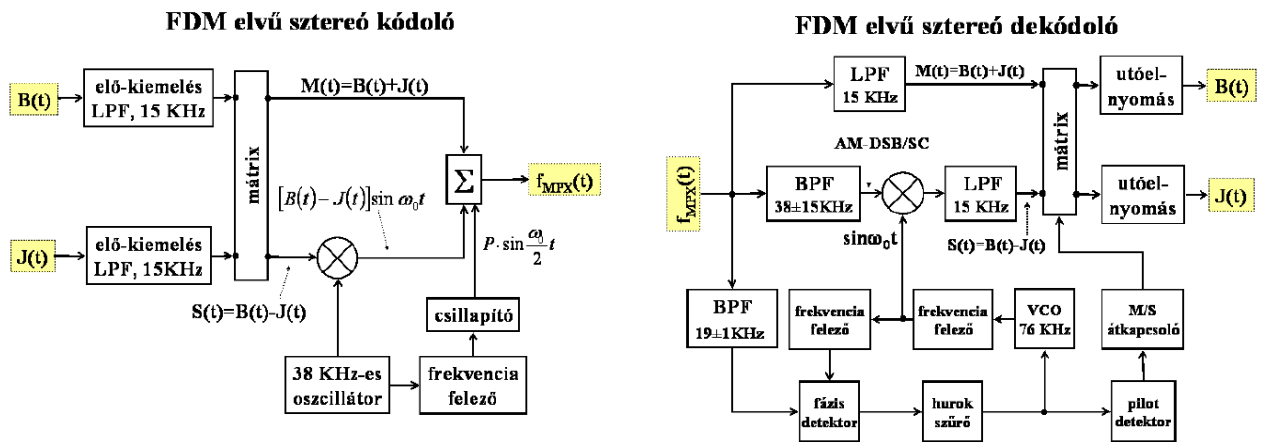 FDM elvű sztereó kódoló
B(t)
elő-kiemelés
LPF, 15 KHz
mátrix
M(t)=B(t)+J(t)
Σ
f_MPX(t)
[B(t)−J(t)]sin ω₀t
J(t)
elő-kiemelés
LPF, 15KHz
S(t)=B(t)-J(t)
P·sin ω₀/2 t
csillapító
38 KHz-es
oszcillátor
frekvencia
felező
FDM elvű sztereó dekódoló
f_MPX(t)
LPF
15 KHz
M(t)=B(t)+J(t)
mátrix
utóel-
nyomás
B(t)
AM-DSB/SC
BPF
38±15KHz
LPF
15 KHz
utóel-
nyomás
J(t)
sinω₀t
S(t)=B(t)-J(t)
BPF
19±1KHz
frekvencia
felező
frekvencia
felező
VCO
76 KHz
M/S
átkapcsoló
fázis
detektor
hurok
szűrő
pilot
detektor